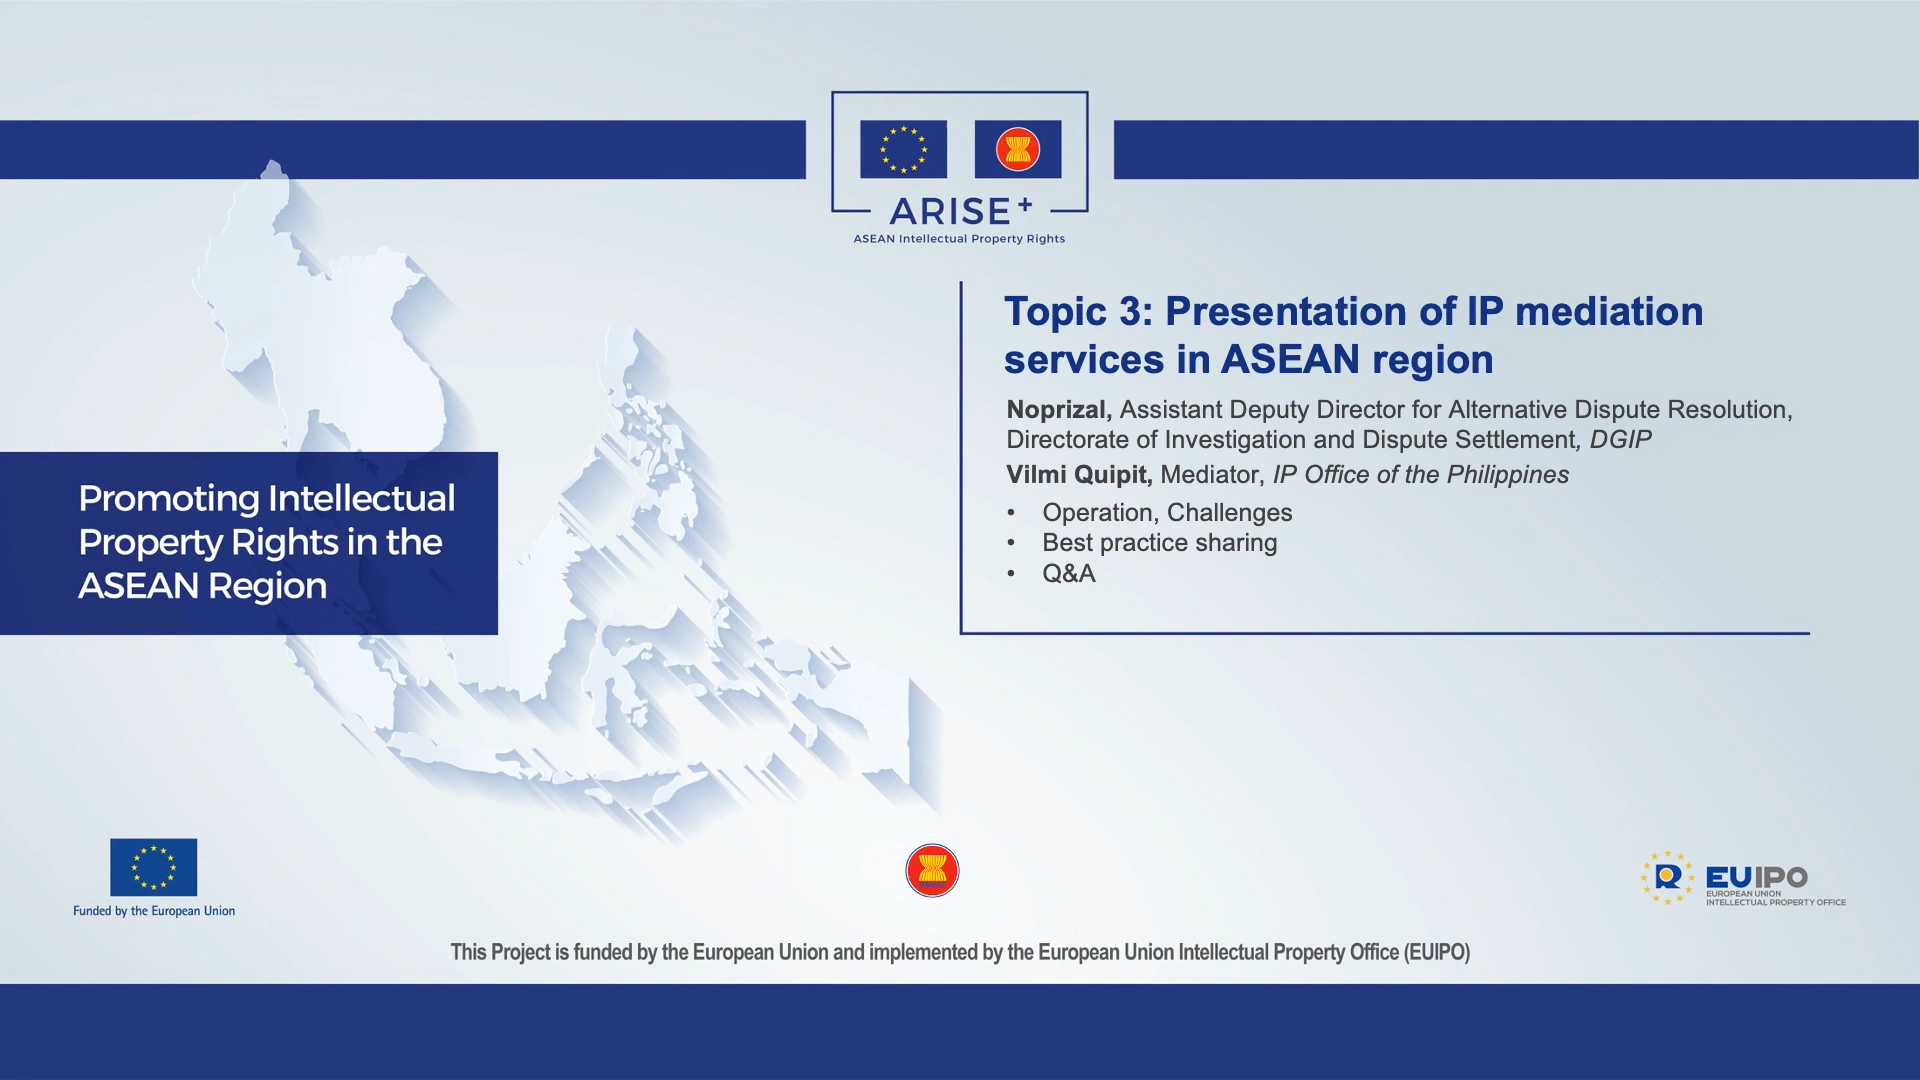 ARISE+
ASEAN Intellectual Property Rights
Topic 3: Presentation of IP mediation
services in ASEAN region
Noprizal, Assistant Deputy Director for Alternative Dispute Resolution,
Directorate of Investigation and Dispute Settlement, DGIP
Vilmi Quipit, Mediator, IP Office of the Philippines
• Operation, Challenges
• Best practice sharing
• Q&A
Promoting Intellectual
Property Rights in the
ASEAN Region
Funded by the European Union
EUIPO
EUROPEAN UNION
INTELLECTUAL PROPERTY OFFICE
This Project is funded by the European Union and implemented by the European Union Intellectual Property Office (EUIPO)